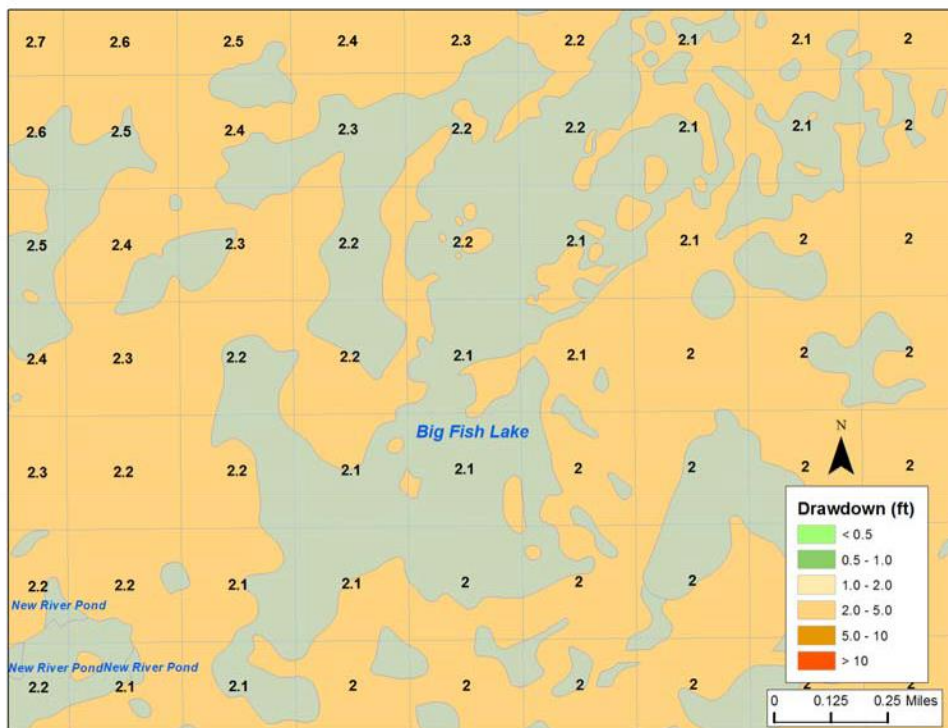 2.7 2.6 2.5 2.4 2.3 2.2 2.1 2.1 2
2.6 2.5 2.4 2.3 2.2 2.2 2.1 2.1 2
2.5 2.4 2.3 2.2 2.2 2.1 2.1 2 2
2.4 2.3 2.2 2.2 2.1 2.1 2 2 2
Big Fish Lake
2.3 2.2 2.2 2.1 2.1 2 2 2 2
N
Drawdown (ft)
< 0.5
0.5 - 1.0
1.0 - 2.0
2.0 - 5.0
5.0 - 10
> 10
2.2 2.2 2.1 2.1 2 2 2
New River Pond
New River Pond New River Pond
2.2 2.1 2.1 2 2 2 2 2 2
0 0.125 0.25 Miles